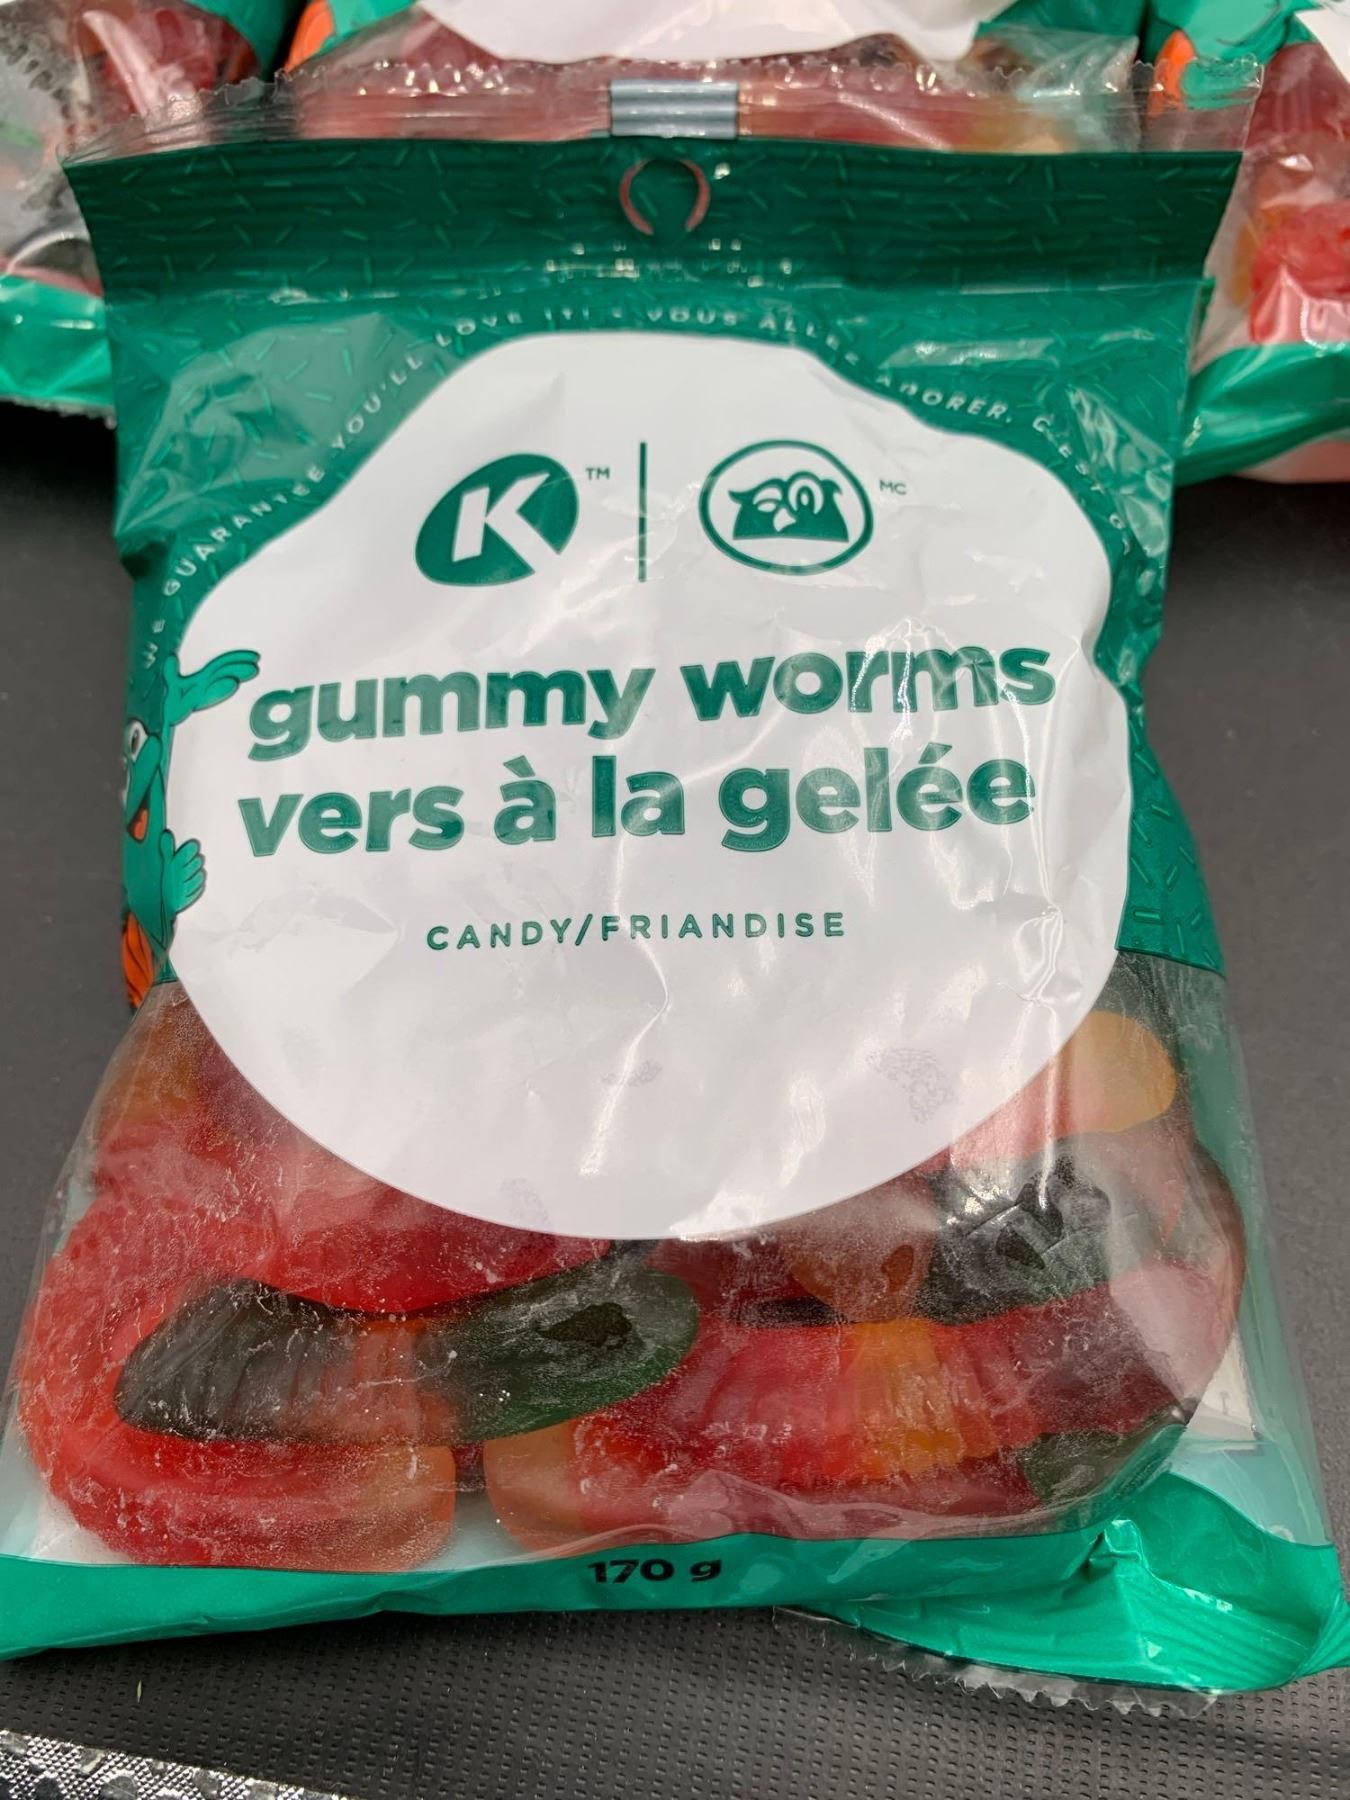 WE GUARANTEE YOU'LL LOVE IT! • VOUS ALLEZ ADORER, C'EST
K TM MC
gummy worms
vers à la gelée
CANDY/FRIANDISE
170 g